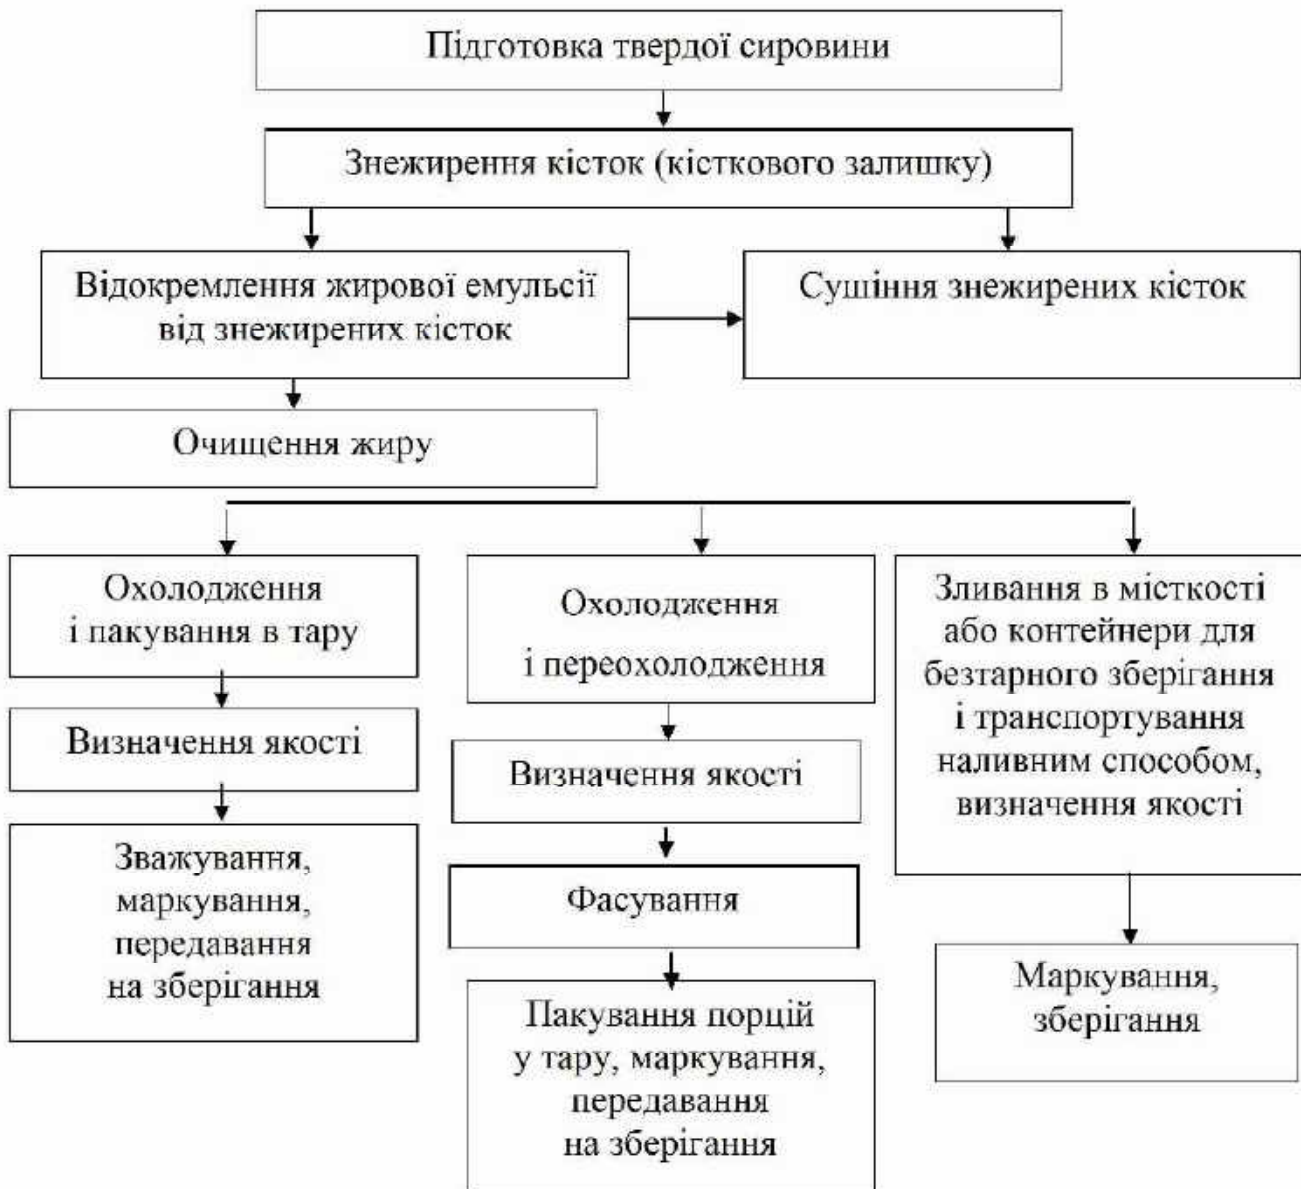 Підготовка твердої сировини
Знежирення кісток (кісткового залишку)
Відокремлення жирової емульсії
від знежирених кісток
Сушіння знежирених кісток
Очищення жиру
Охолодження
і пакування в тару
Визначення якості
Зважування,
маркування,
передавання
на зберігання
Охолодження
і переохолодження
Визначення якості
Фасування
Пакування порцій
у тару, маркування,
передавання
на зберігання
Зливання в місткості
або контейнери для
безтарного зберігання
і транспортування
наливним способом,
визначення якості
Маркування,
зберігання